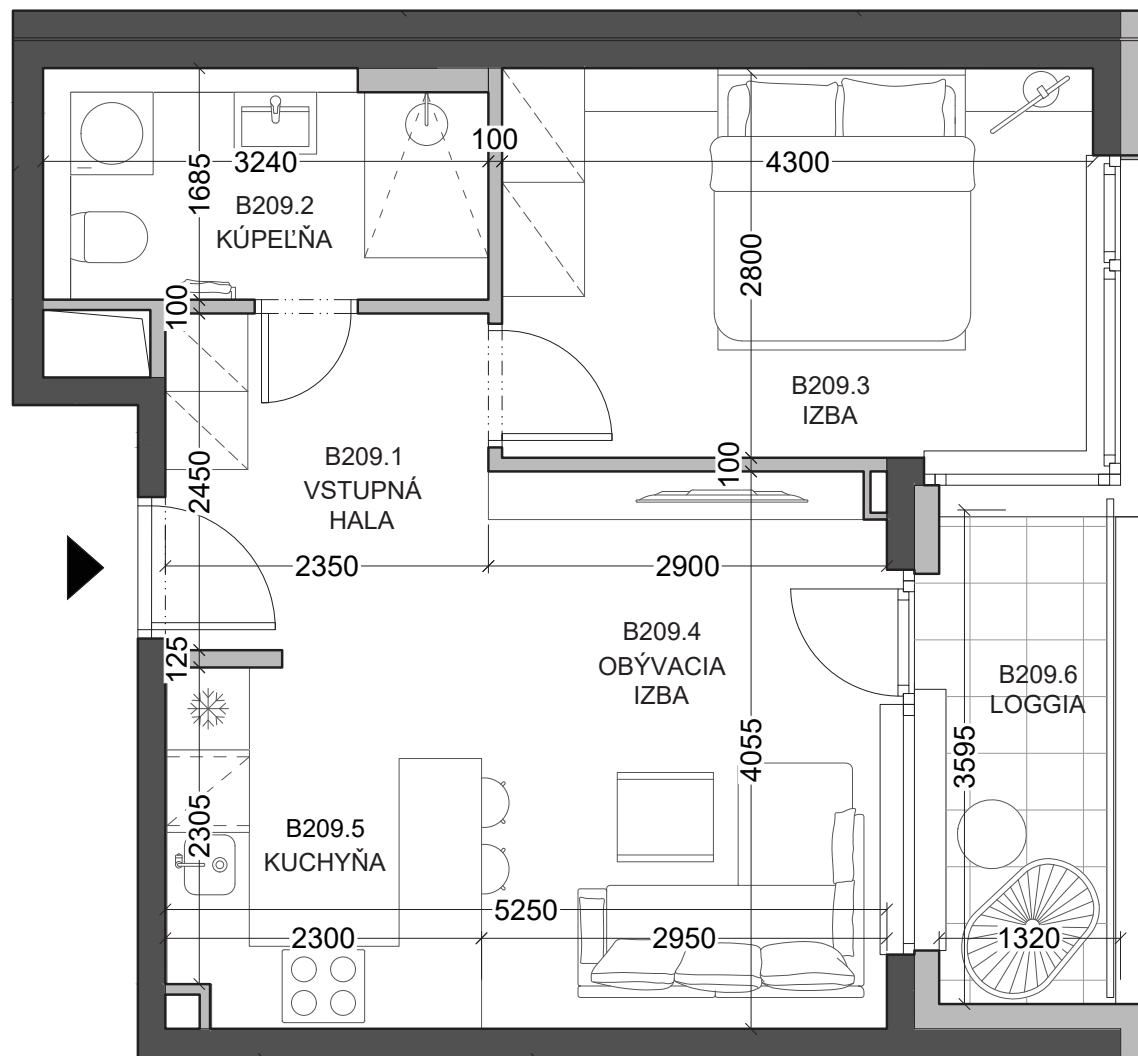 100
3240
4300
1685
B209.2
KÚPEĽŇA
2800
100
B209.3
IZBA
B209.1
VSTUPNÁ
HALA
2450
100
2350
2900
B209.4
OBÝVACIA
IZBA
125
B209.6
LOGGIA
4055
3595
2305
B209.5
KUCHYŇA
5250
2300
2950
1320